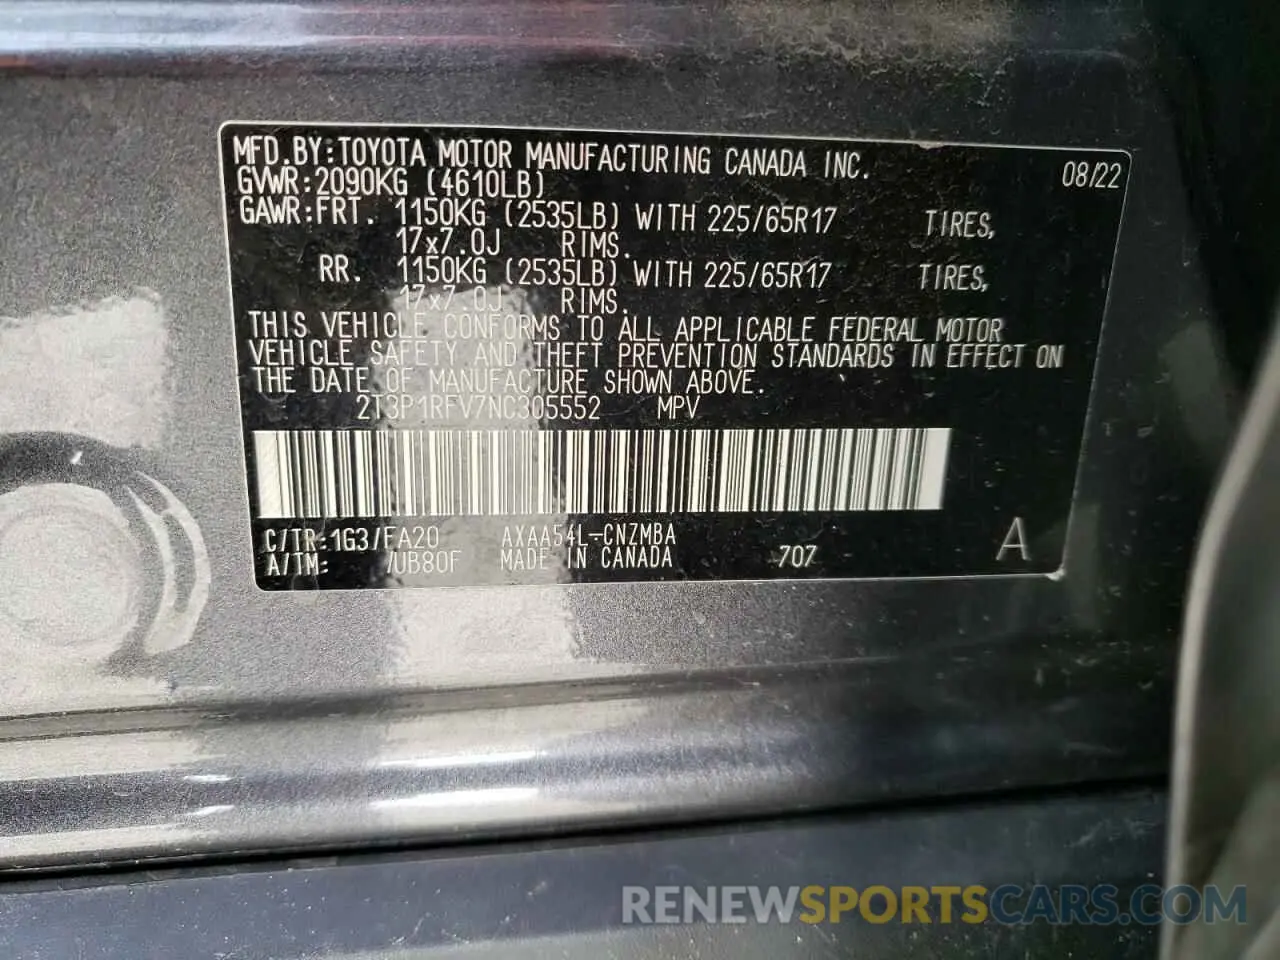 MFD.BY:TOYOTA MOTOR MANUFACTURING CANADA INC. 08/22
GVWR:2090KG (4610LB)
GAWR:FRT. 1150KG (2535LB) WITH 225/65R17 TIRES,
17x7.0J RIMS.
RR. 1150KG (2535LB) WITH 225/65R17 TIRES,
17x7.0J RIMS.
THIS VEHICLE CONFORMS TO ALL APPLICABLE FEDERAL MOTOR
VEHICLE SAFETY AND THEFT PREVENTION STANDARDS IN EFFECT ON
THE DATE OF MANUFACTURE SHOWN ABOVE.
2T3P1RFV7NC305552 MPV
C/TR:1G3/FA20 AXAA54L-CNZMBA
A/TM: /UB80F MADE IN CANADA 707 A
RENEWSPORTSCARS.COM